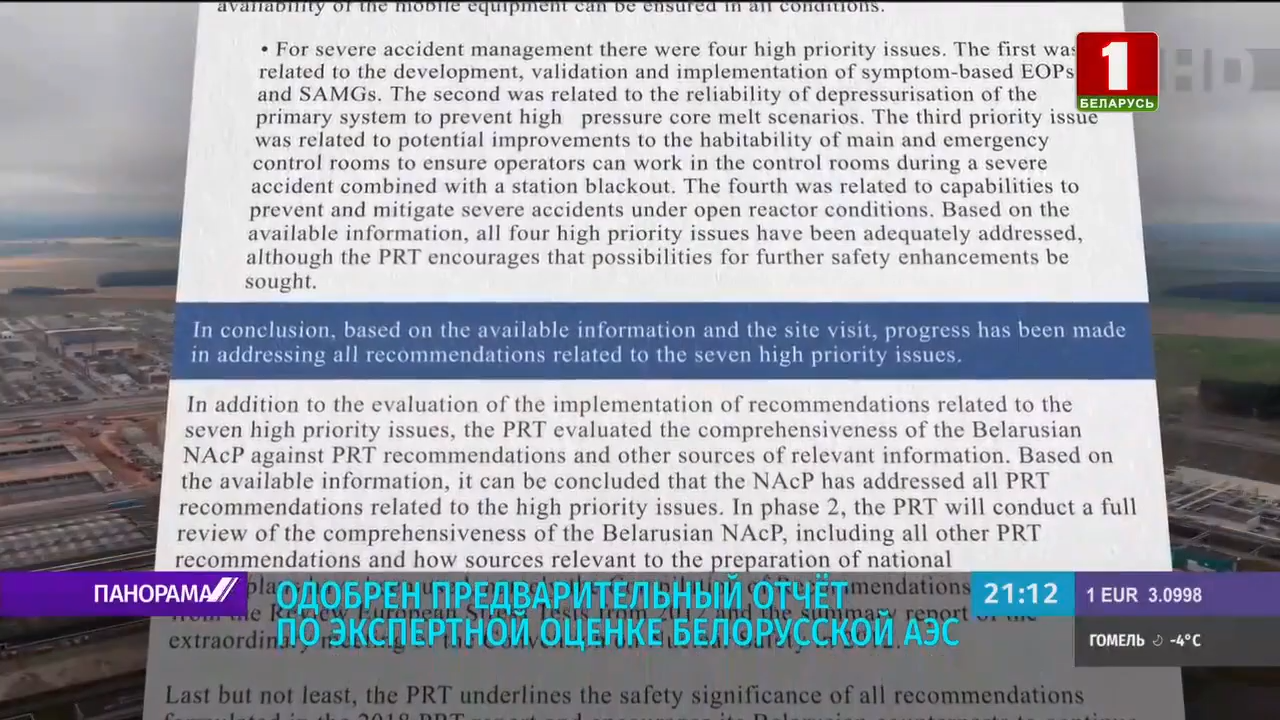 availability of the mobile equipment can be ensured in all conditions.
• For severe accident management there were four high priority issues. The first was
related to the development, validation and implementation of symptom-based EOPs
and SAMGs. The second was related to the reliability of depressurisation of the
primary system to prevent high pressure core melt scenarios. The third priority issue
was related to potential improvements to the habitability of main and emergency
control rooms to ensure operators can work in the control rooms during a severe
accident combined with a station blackout. The fourth was related to capabilities to
prevent and mitigate severe accidents under open reactor conditions. Based on the
available information, all four high priority issues have been adequately addressed,
although the PRT encourages that possibilities for further safety enhancements be
sought.
1
HD
БЕЛАРУСЬ
In conclusion, based on the available information and the site visit, progress has been made
in addressing all recommendations related to the seven high priority issues.
In addition to the evaluation of the implementation of recommendations related to the
seven high priority issues, the PRT evaluated the comprehensiveness of the Belarusian
NAcP against PRT recommendations and other sources of relevant information. Based on
the available information, it can be concluded that the NAcP has addressed all PRT
recommendations related to the high priority issues. In phase 2, the PRT will conduct a full
review of the comprehensiveness of the Belarusian NAcP, including all other PRT
recommendations and how sources relevant to the preparation of national
ПАНОРАМА
ОДОБРЕН ПРЕДВАРИТЕЛЬНЫЙ ОТЧЁТ
ПО ЭКСПЕРТНОЙ ОЦЕНКЕ БЕЛОРУССКОЙ АЭС
21:12
1 EUR 3.0998
ГОМЕЛЬ -4°C
Last but not least, the PRT underlines the safety significance of all recommendations